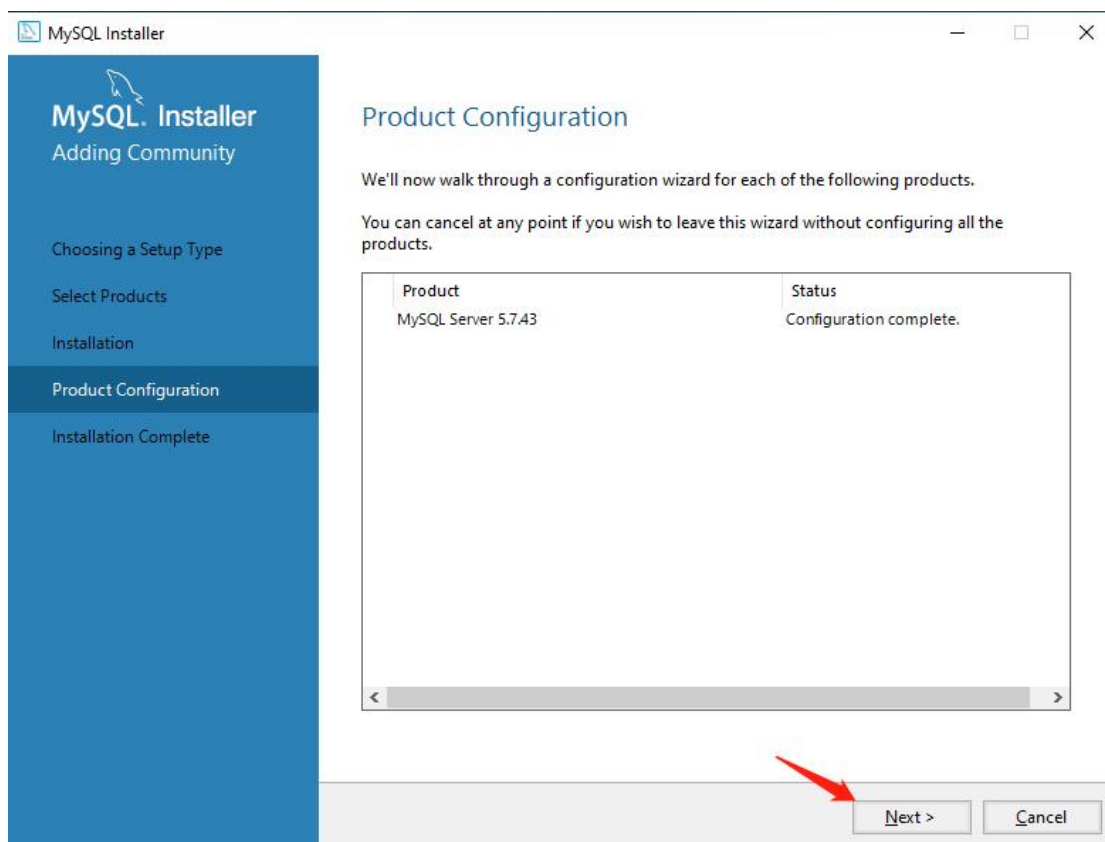 MySQL Installer
MySQL. Installer
Adding Community
Choosing a Setup Type
Select Products
Installation
Product Configuration
Installation Complete
Product Configuration
We'll now walk through a configuration wizard for each of the following products.
You can cancel at any point if you wish to leave this wizard without configuring all the
products.
Product Status
MySQL Server 5.7.43 Configuration complete.
Next > Cancel